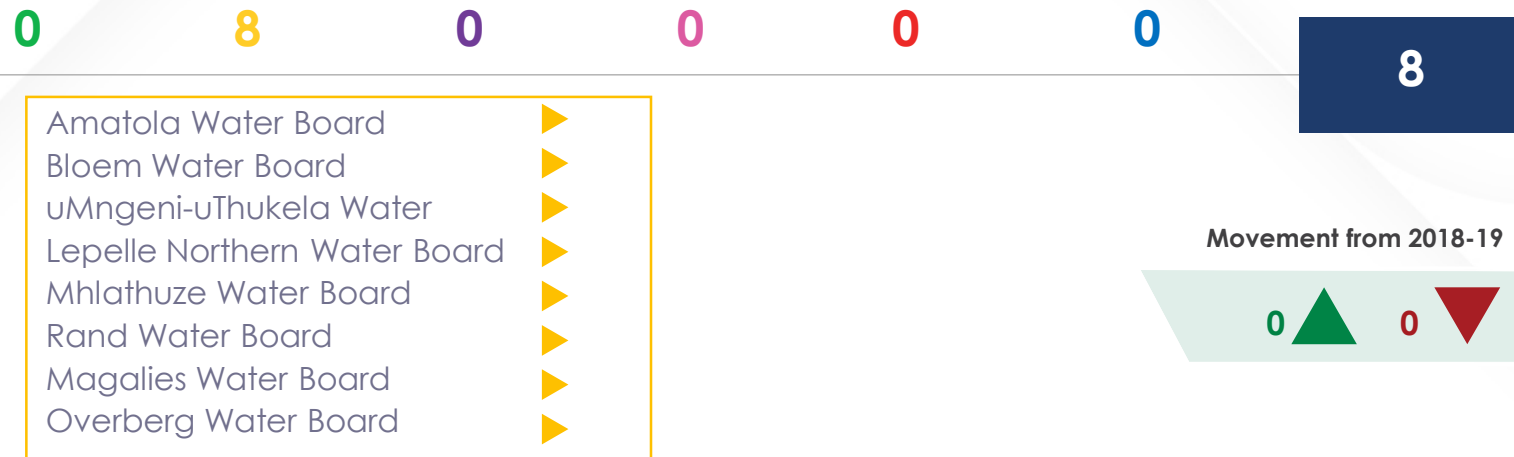 0 8 0 0 0 0 8
Amatola Water Board
Bloem Water Board
uMngeni-uThukela Water
Lepelle Northern Water Board
Mhlathuze Water Board
Rand Water Board
Magalies Water Board
Overberg Water Board
Movement from 2018-19
0 0